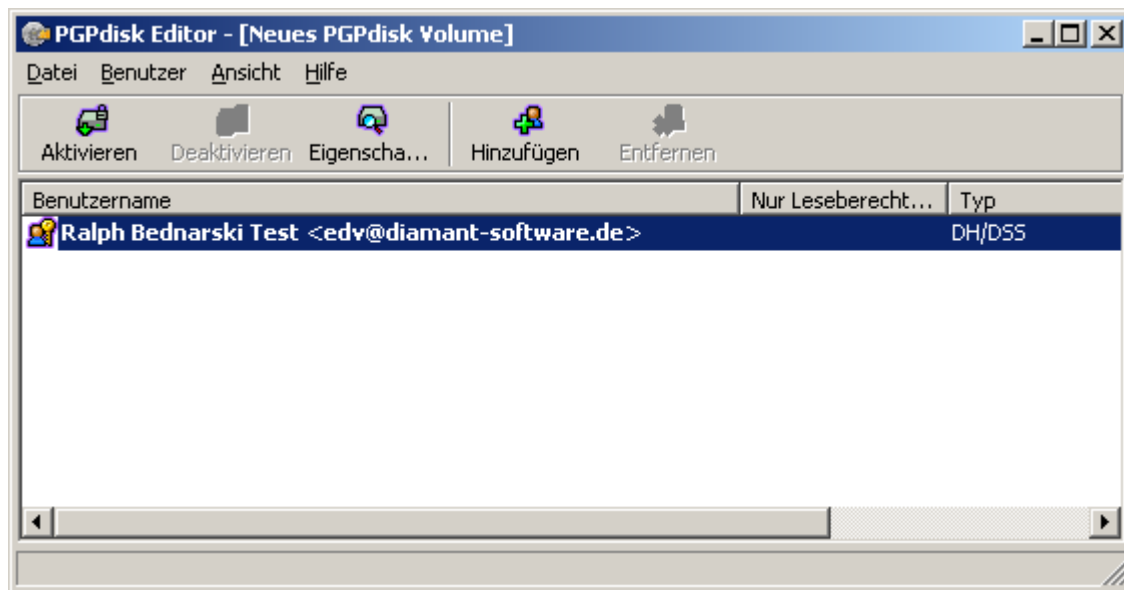 PGPdisk Editor - [Neues PGPdisk Volume]
Datei Benutzer Ansicht Hilfe
Aktivieren Deaktivieren Eigenscha... Hinzufügen Entfernen
Benutzername Nur Leseberecht... Typ
Ralph Bednarski Test <edv@diamant-software.de> DH/DSS